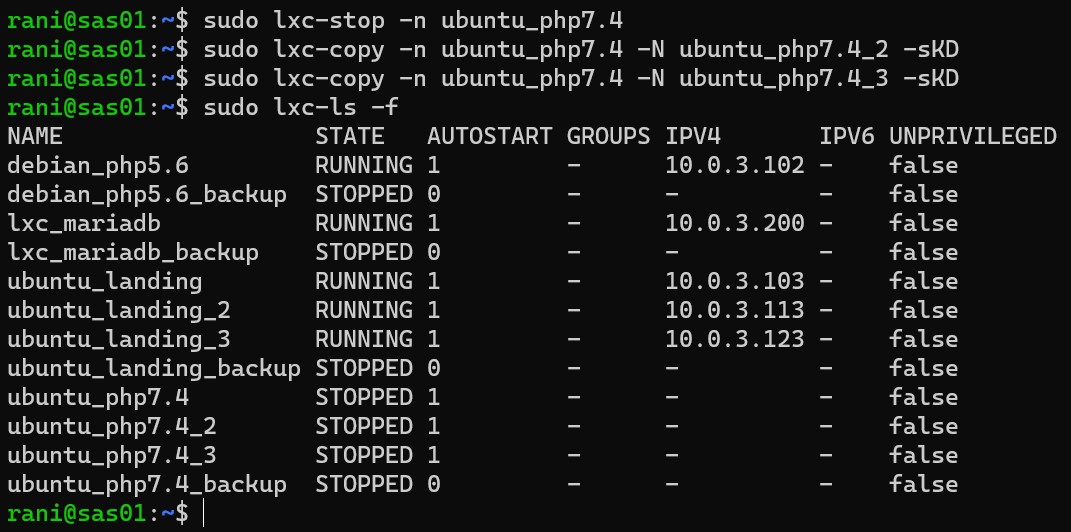 rani@sas01:~$ sudo lxc-stop -n ubuntu_php7.4
rani@sas01:~$ sudo lxc-copy -n ubuntu_php7.4 -N ubuntu_php7.4_2 -sKD
rani@sas01:~$ sudo lxc-copy -n ubuntu_php7.4 -N ubuntu_php7.4_3 -sKD
rani@sas01:~$ sudo lxc-ls -f
NAME                  STATE   AUTOSTART GROUPS IPV4       IPV6 UNPRIVILEGED
debian_php5.6         RUNNING 1         -      10.0.3.102 -    false
debian_php5.6_backup  STOPPED 0         -      -          -    false
lxc_mariadb           RUNNING 1         -      10.0.3.200 -    false
lxc_mariadb_backup    STOPPED 0         -      -          -    false
ubuntu_landing        RUNNING 1         -      10.0.3.103 -    false
ubuntu_landing_2      RUNNING 1         -      10.0.3.113 -    false
ubuntu_landing_3      RUNNING 1         -      10.0.3.123 -    false
ubuntu_landing_backup STOPPED 0         -      -          -    false
ubuntu_php7.4         STOPPED 1         -      -          -    false
ubuntu_php7.4_2       STOPPED 1         -      -          -    false
ubuntu_php7.4_3       STOPPED 1         -      -          -    false
ubuntu_php7.4_backup  STOPPED 0         -      -          -    false
rani@sas01:~$